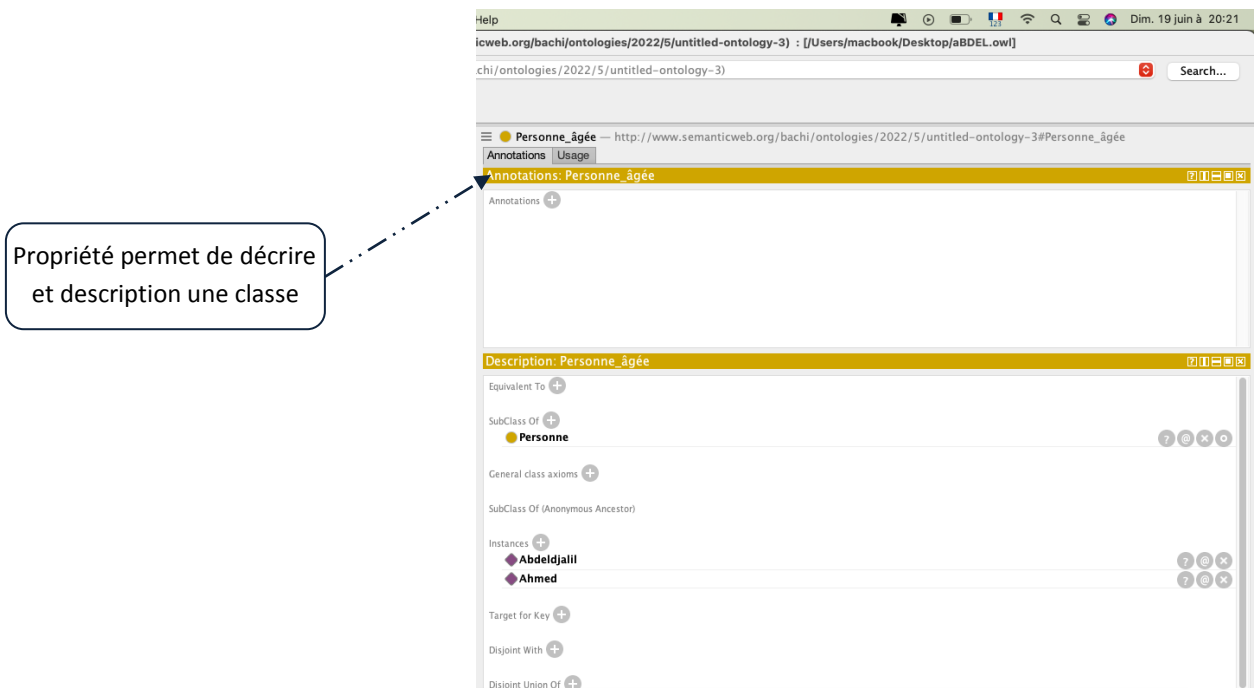 Help
123
Dim. 19 juin à 20:21
icweb.org/bachi/ontologies/2022/5/untitled-ontology-3) : [/Users/macbook/Desktop/aBDEL.owl]
.chi/ontologies/2022/5/untitled-ontology-3)
Search...
Personne_âgée — http://www.semanticweb.org/bachi/ontologies/2022/5/untitled-ontology-3#Personne_âgée
Annotations Usage
Annotations: Personne_âgée
Annotations
Propriété permet de décrire
et description une classe
Description: Personne_âgée
Equivalent To
SubClass Of
Personne
General class axioms
SubClass Of (Anonymous Ancestor)
Instances
Abdeldjalil
Ahmed
Target for Key
Disjoint With
Disjoint Union Of